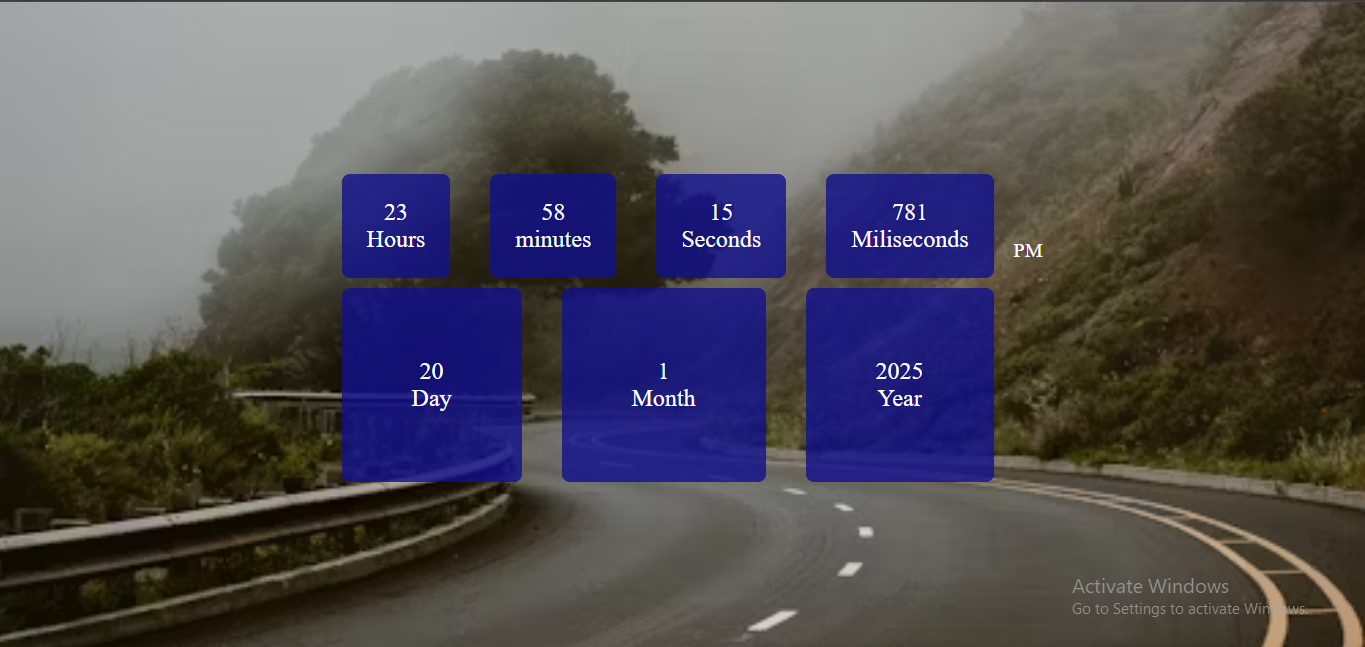 23
Hours
58
minutes
15
Seconds
781
Miliseconds
PM
20
Day
1
Month
2025
Year
Activate Windows
Go to Settings to activate Windows.